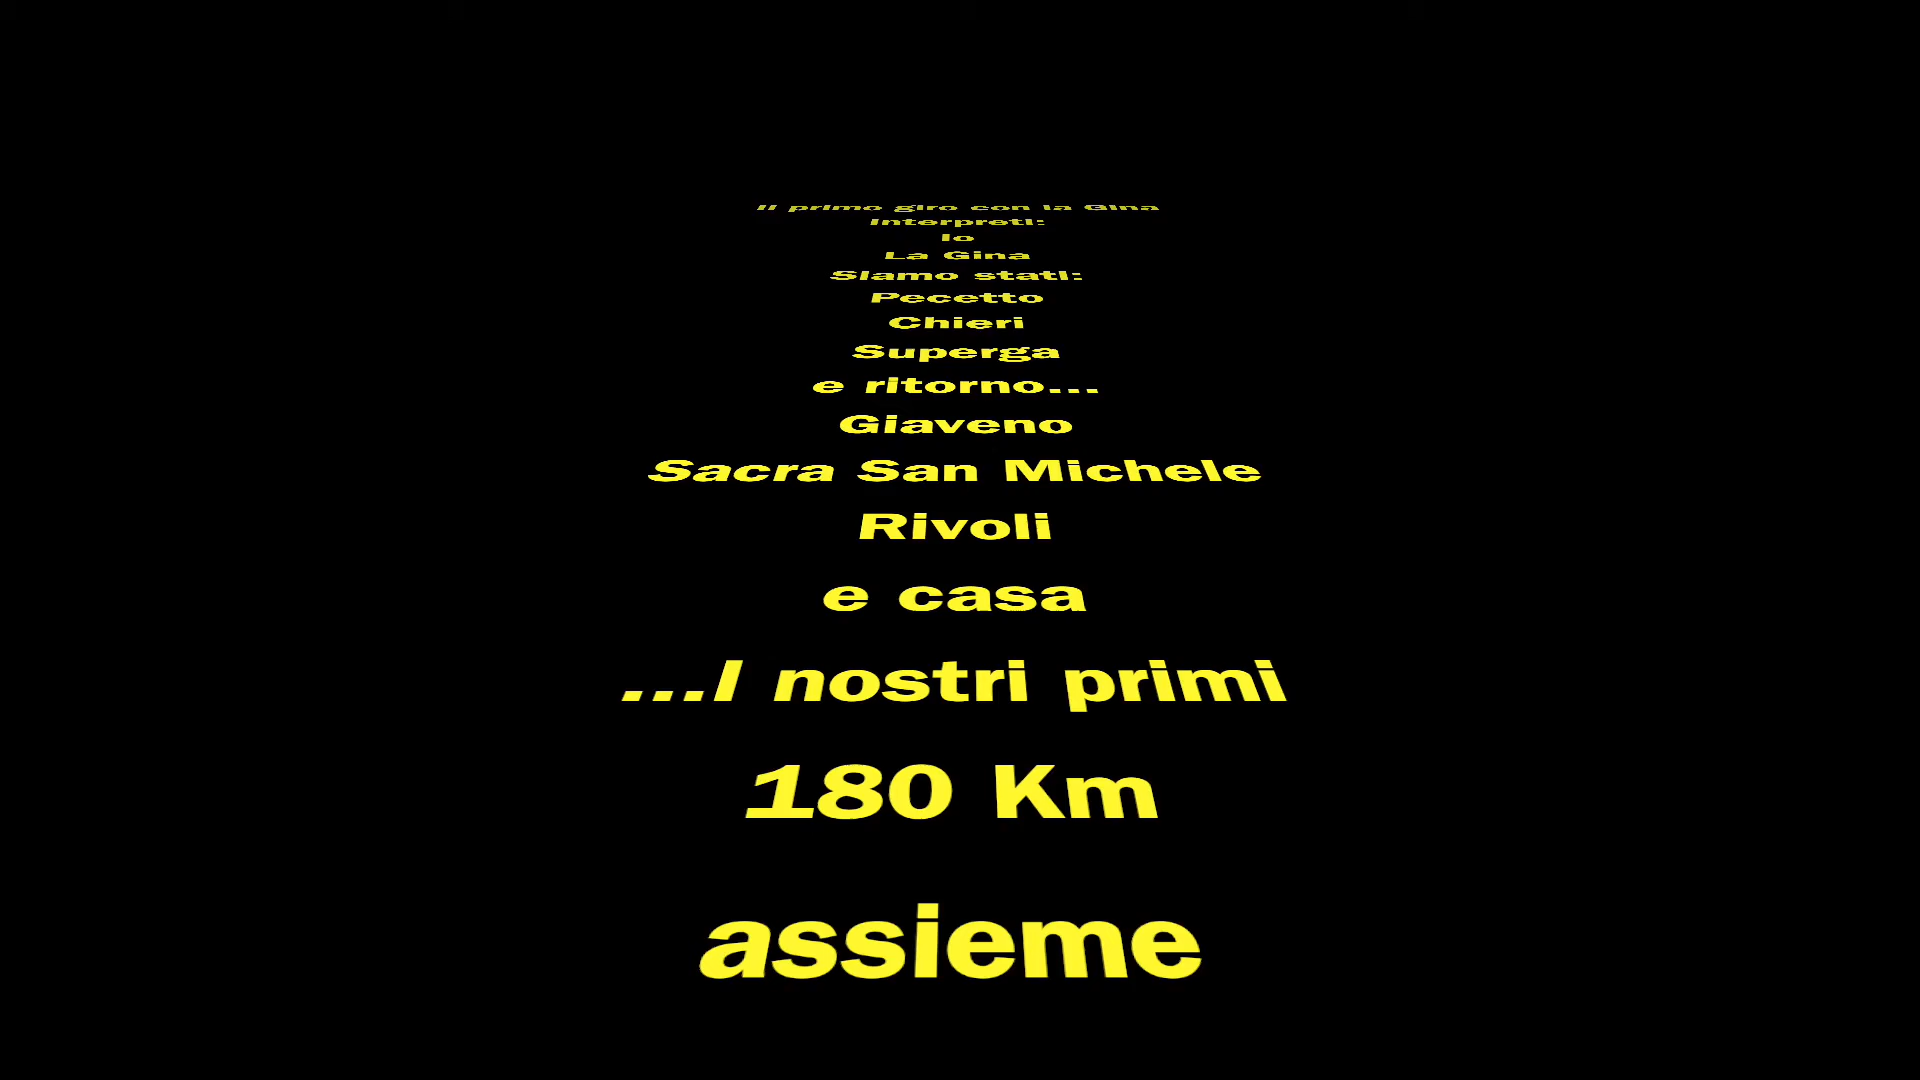 Il primo giro con la Gina
Interpreti:
Io
La Gina
Siamo stati:
Pecetto
Chieri
Superga
e ritorno...
Giaveno
Sacra San Michele
Rivoli
e casa
...I nostri primi
180 Km
assieme